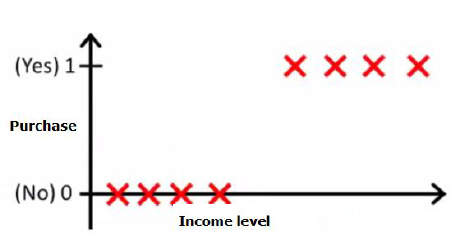 (Yes) 1
Purchase
(No) 0
Income level